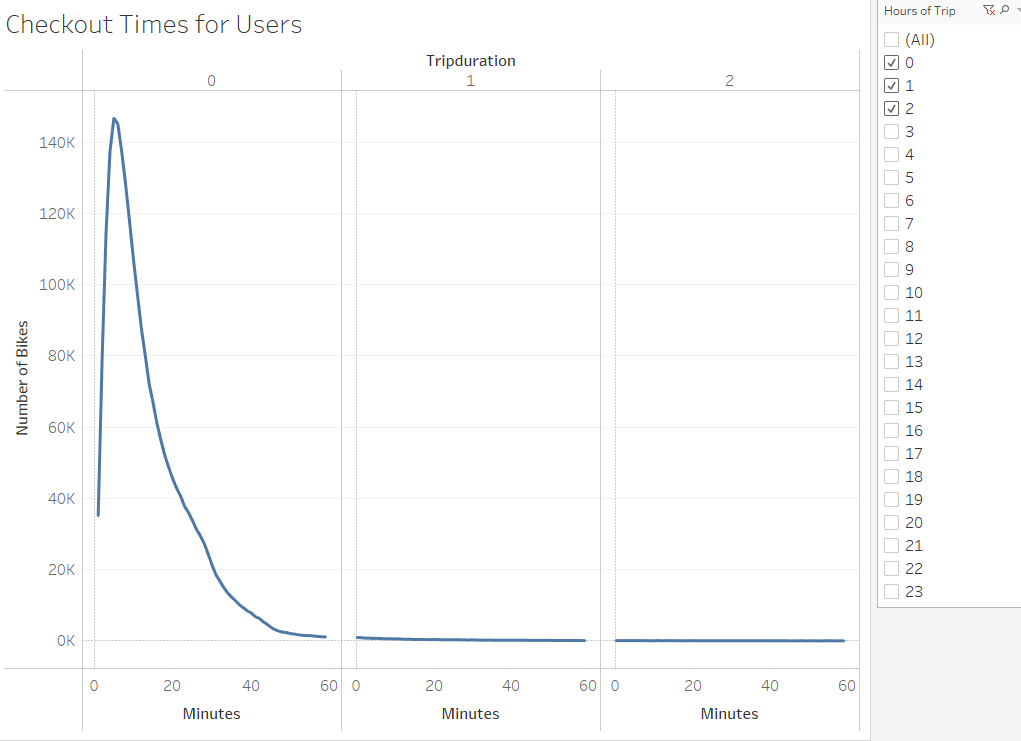 Checkout Times for Users
Tripduration
0 1 2
140K
120K
100K
80K
60K
40K
20K
0K
Number of Bikes
0 20 40 60 0 20 40 60 0 20 40 60
Minutes Minutes Minutes
Hours of Trip
(All)
0
1
2
3
4
5
6
7
8
9
10
11
12
13
14
15
16
17
18
19
20
21
22
23